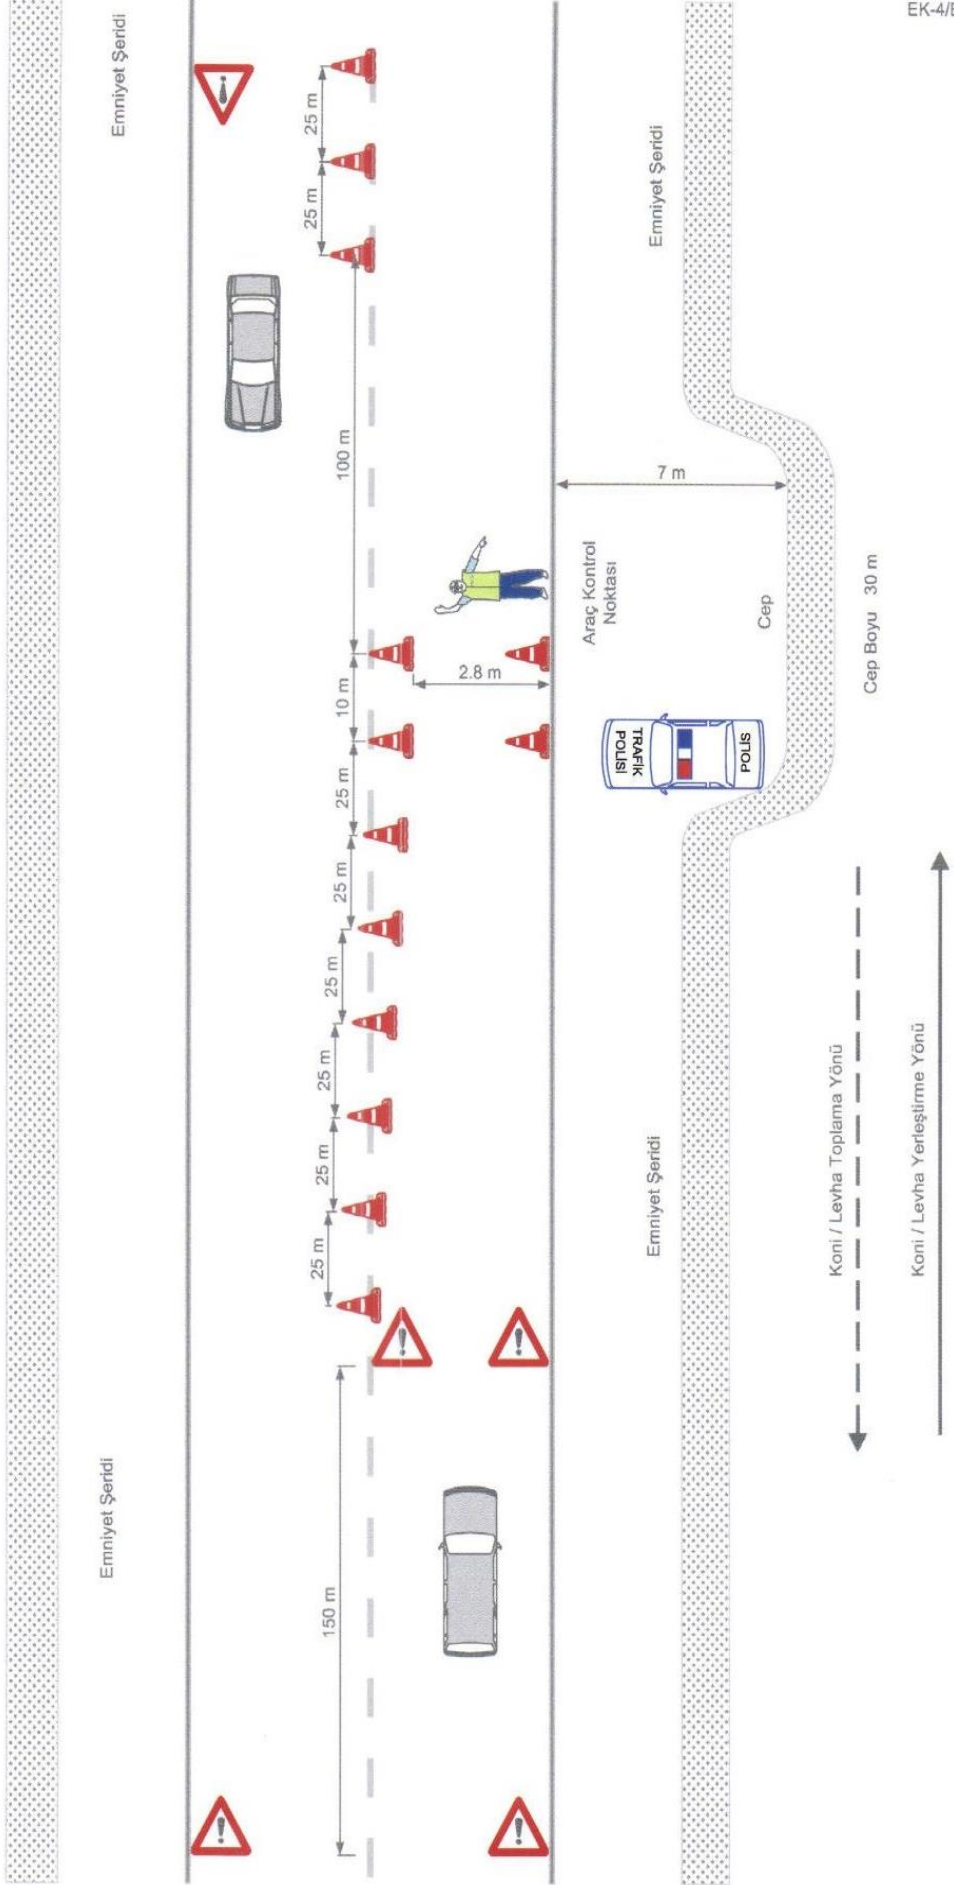 EK-4/
Emniyet Şeridi
25 m
25 m
Emniyet Şeridi
100 m
7 m
Araç Kontrol
Noktası
Cep
Cep Boyu 30 m
2.8 m
10 m
25 m
25 m
25 m
25 m
25 m
25 m
TRAFİK
POLİSİ
POLİS
Emniyet Şeridi
Koni / Levha Toplama Yönü
Koni / Levha Yerleştirme Yönü
Emniyet Şeridi
150 m